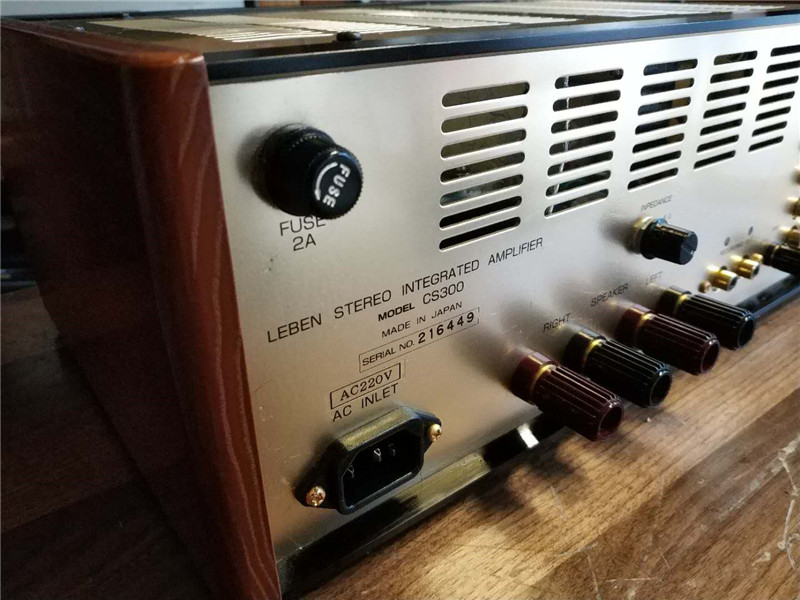 FUSE
FUSE
2A
LEBEN STEREO INTEGRATED AMPLIFIER
MODEL CS300
MADE IN JAPAN
SERIAL NO. 216449
AC220V
AC INLET
IMPEDANCE
RIGHT SPEAKER LEFT